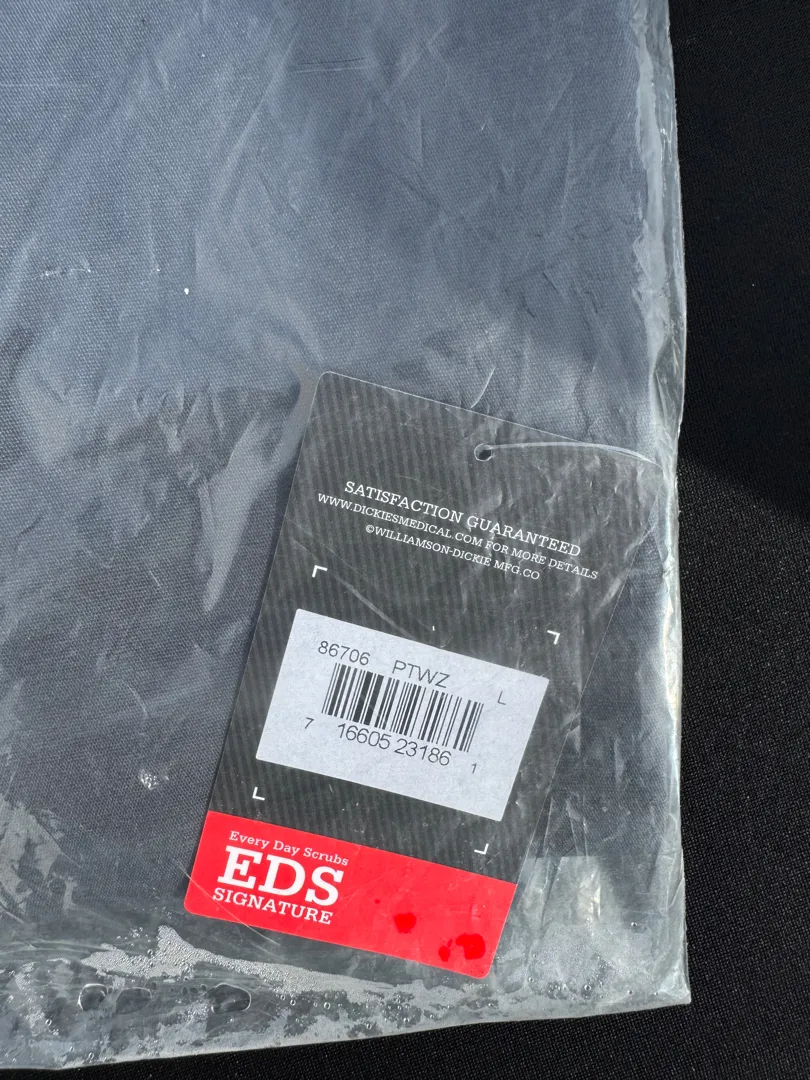 SATISFACTION GUARANTEED
WWW.DICKIESMEDICAL.COM FOR MORE DETAILS
©WILLIAMSON-DICKIE MFG.CO
86706 PTWZ L
7 16605 23186 1
Every Day Scrubs
EDS
SIGNATURE